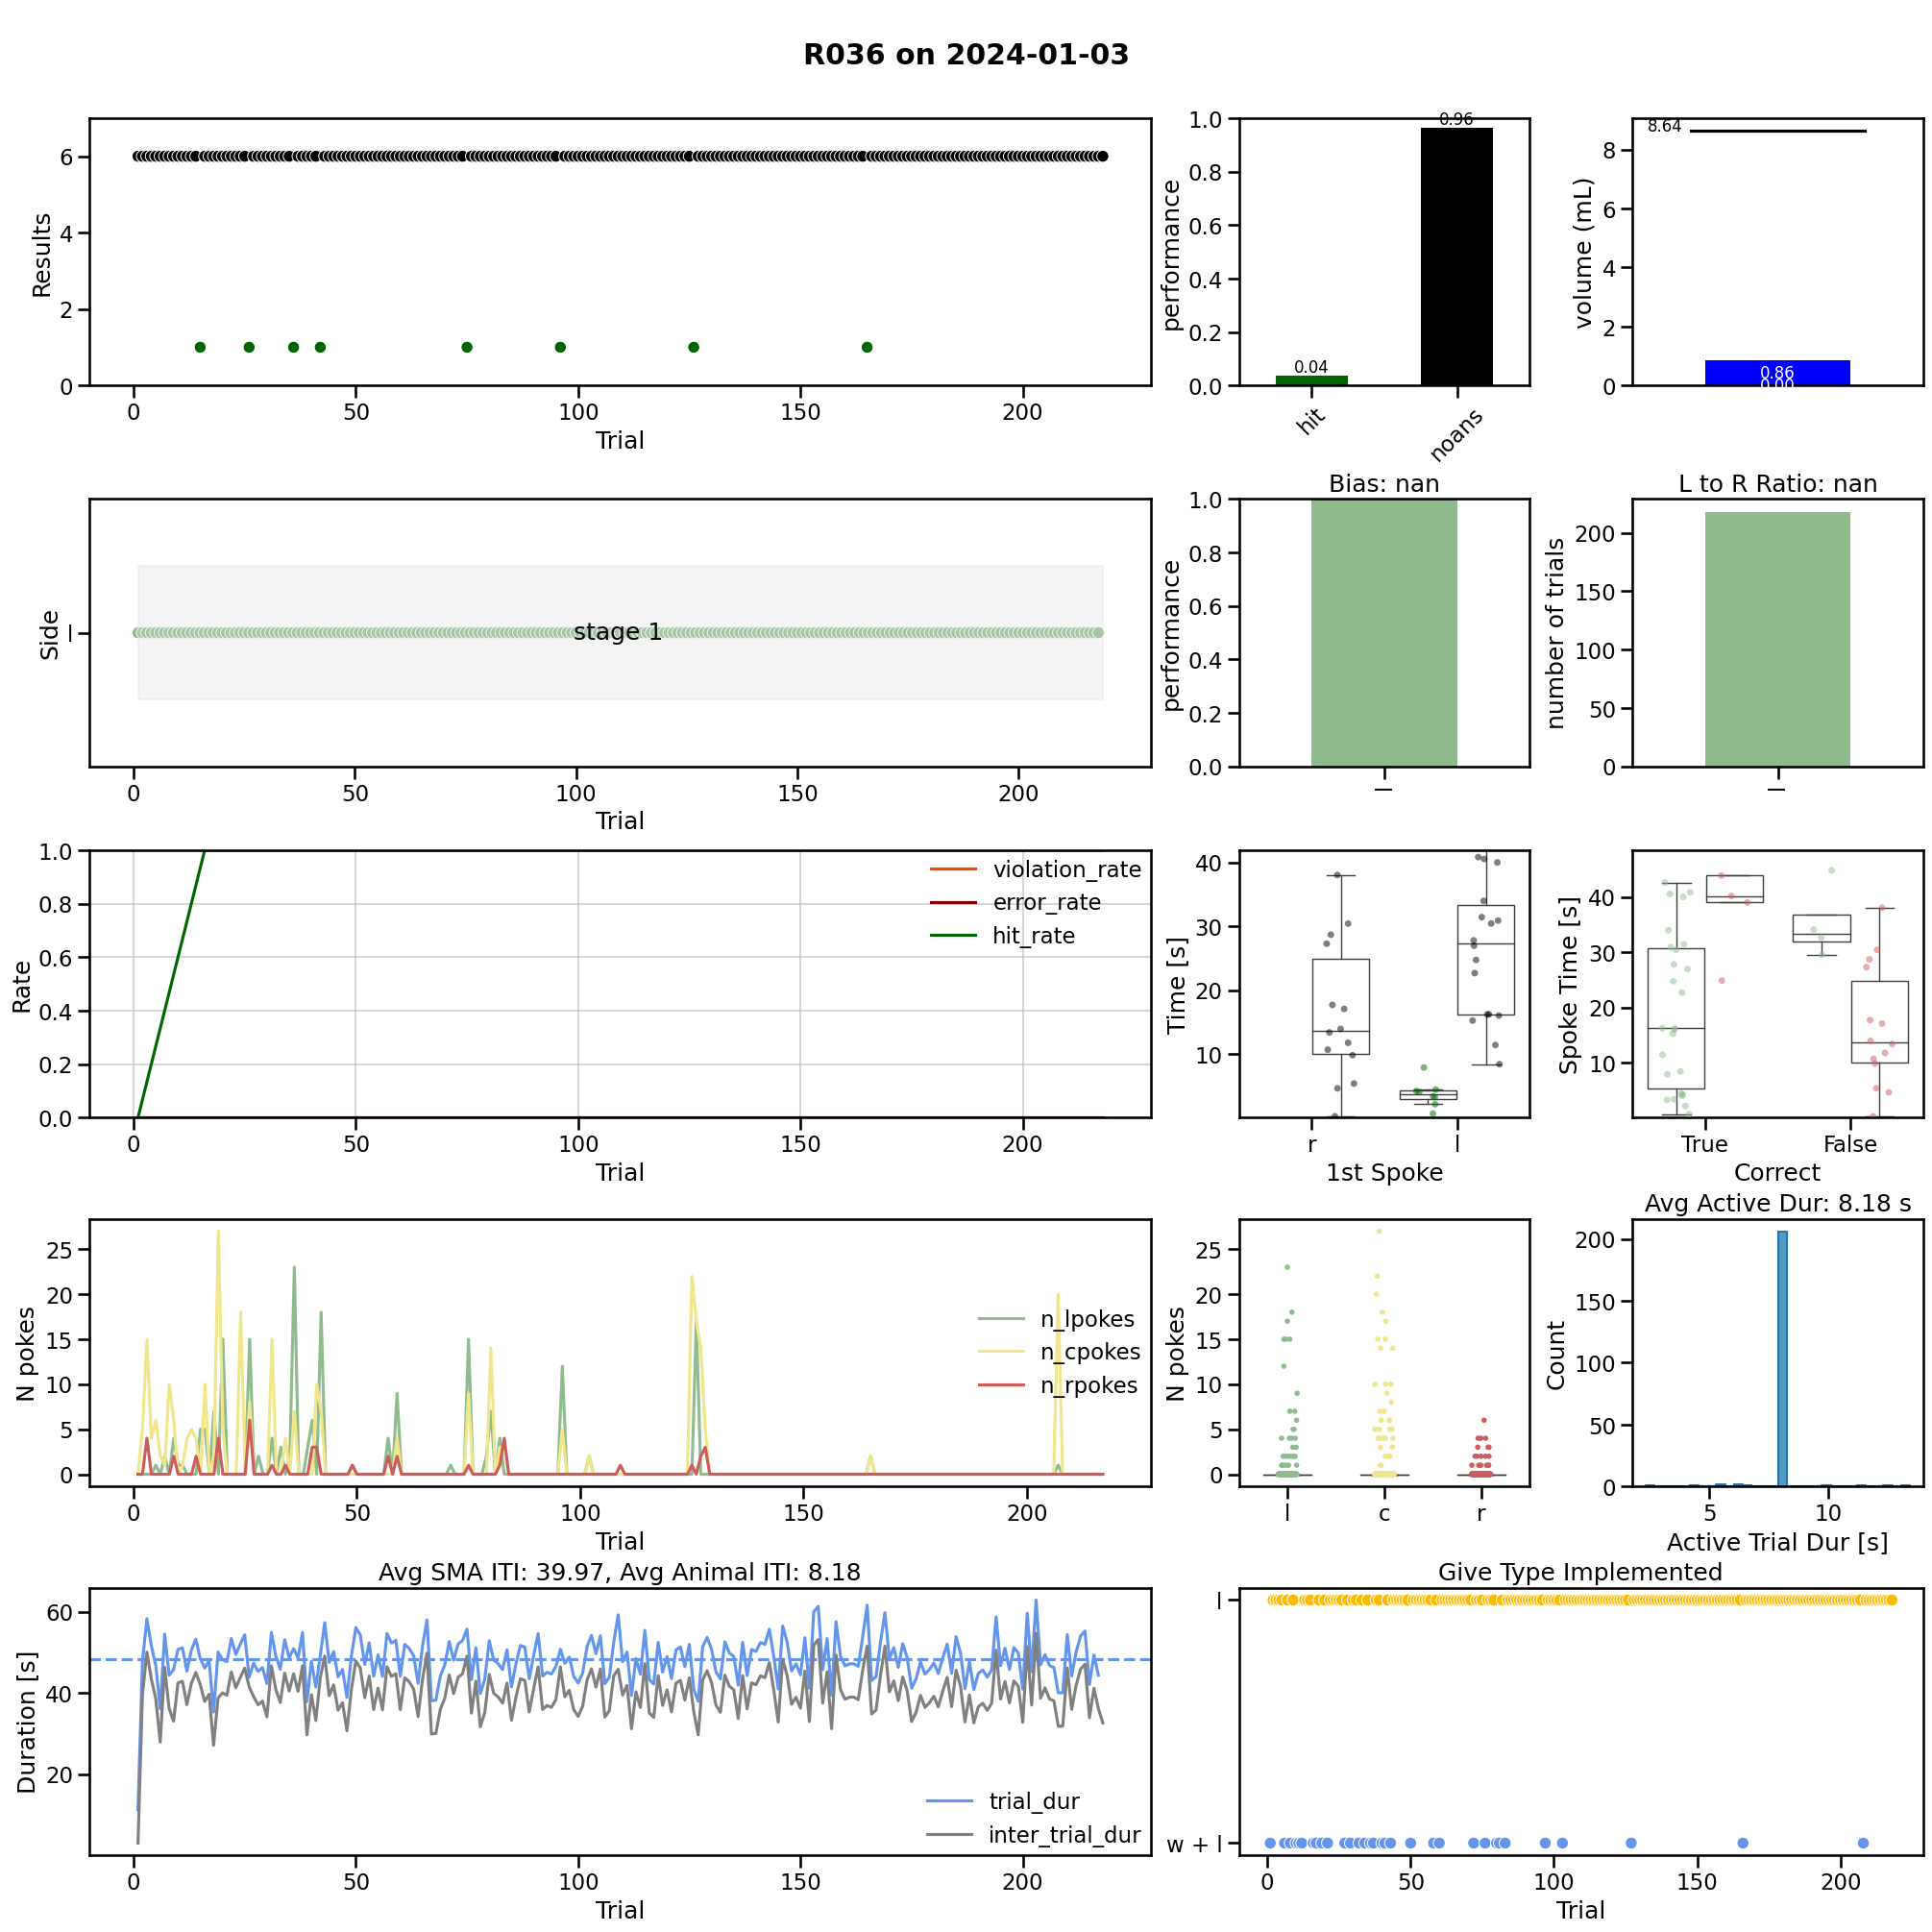 R036 on 2024-01-03
Results
6
4
2
0
0 50 100 150 200
Trial
performance
1.0
0.8
0.6
0.4
0.2
0.0
0.04
0.96
hit noans
volume (mL)
8
6
4
2
0
8.64
0.86
0.00
Side
l
stage 1
0 50 100 150 200
Trial
Bias: nan
performance
1.0
0.8
0.6
0.4
0.2
0.0
l
L to R Ratio: nan
number of trials
200
150
100
50
0
l
Rate
1.0
0.8
0.6
0.4
0.2
0.0
violation_rate
error_rate
hit_rate
0 50 100 150 200
Trial
Time [s]
40
30
20
10
r l
1st Spoke
Spoke Time [s]
40
30
20
10
True False
Correct
N pokes
25
20
15
10
5
0
n_lpokes
n_cpokes
n_rpokes
0 50 100 150 200
Trial
N pokes
25
20
15
10
5
0
l c r
Avg Active Dur: 8.18 s
Count
200
150
100
50
0
5 10
Active Trial Dur [s]
Avg SMA ITI: 39.97, Avg Animal ITI: 8.18
Duration [s]
60
40
20
trial_dur
inter_trial_dur
0 50 100 150 200
Trial
Give Type Implemented
l
w + l
0 50 100 150 200
Trial